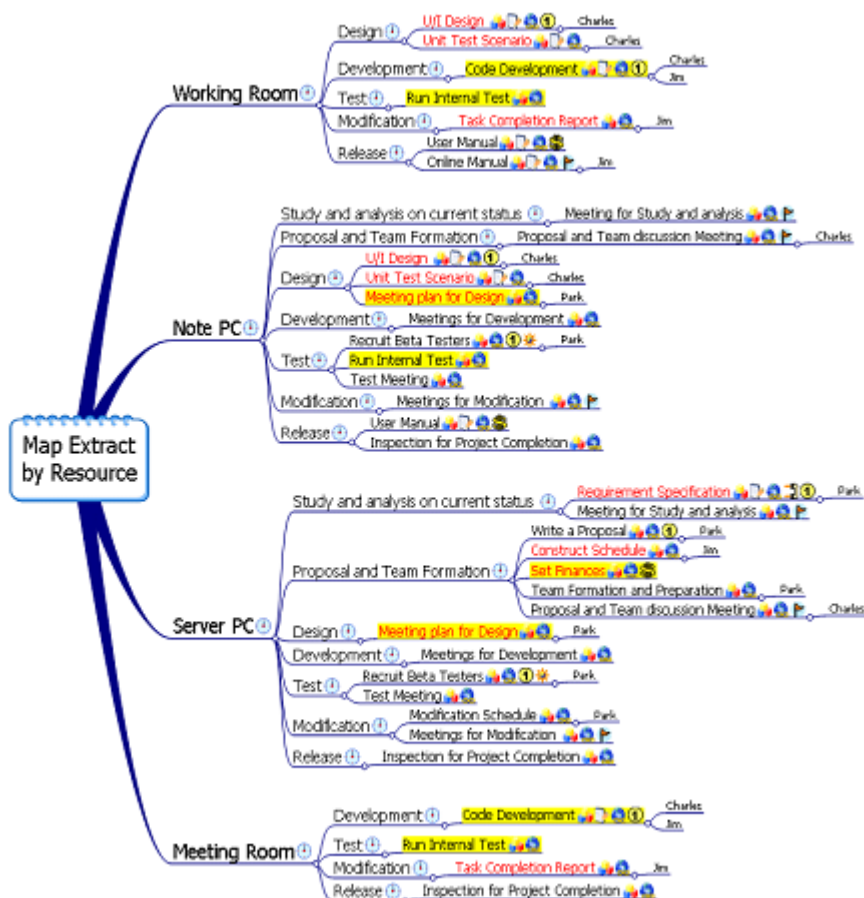 Map Extract
by Resource
Working Room
Design
U/I Design
Charles
Unit Test Scenario
Charles
Development
Code Development
Charles
Jim
Test
Run Internal Test
Modification
Task Completion Report
Jim
Release
User Manual
Online Manual
Jim
Note PC
Study and analysis on current status
Meeting for Study and analysis
Proposal and Team Formation
Proposal and Team discussion Meeting
Charles
Design
U/I Design
Charles
Unit Test Scenario
Charles
Meeting plan for Design
Park
Development
Meetings for Development
Test
Recruit Beta Testers
Park
Run Internal Test
Test Meeting
Modification
Meetings for Modification
Release
User Manual
Inspection for Project Completion
Server PC
Study and analysis on current status
Requirement Specification
Park
Meeting for Study and analysis
Proposal and Team Formation
Write a Proposal
Park
Construct Schedule
Jim
Set Finances
Team Formation and Preparation
Park
Proposal and Team discussion Meeting
Charles
Design
Meeting plan for Design
Park
Development
Meetings for Development
Test
Recruit Beta Testers
Park
Test Meeting
Modification
Modification Schedule
Park
Meetings for Modification
Release
Inspection for Project Completion
Meeting Room
Development
Code Development
Charles
Jim
Test
Run Internal Test
Modification
Task Completion Report
Jim
Release
Inspection for Project Completion